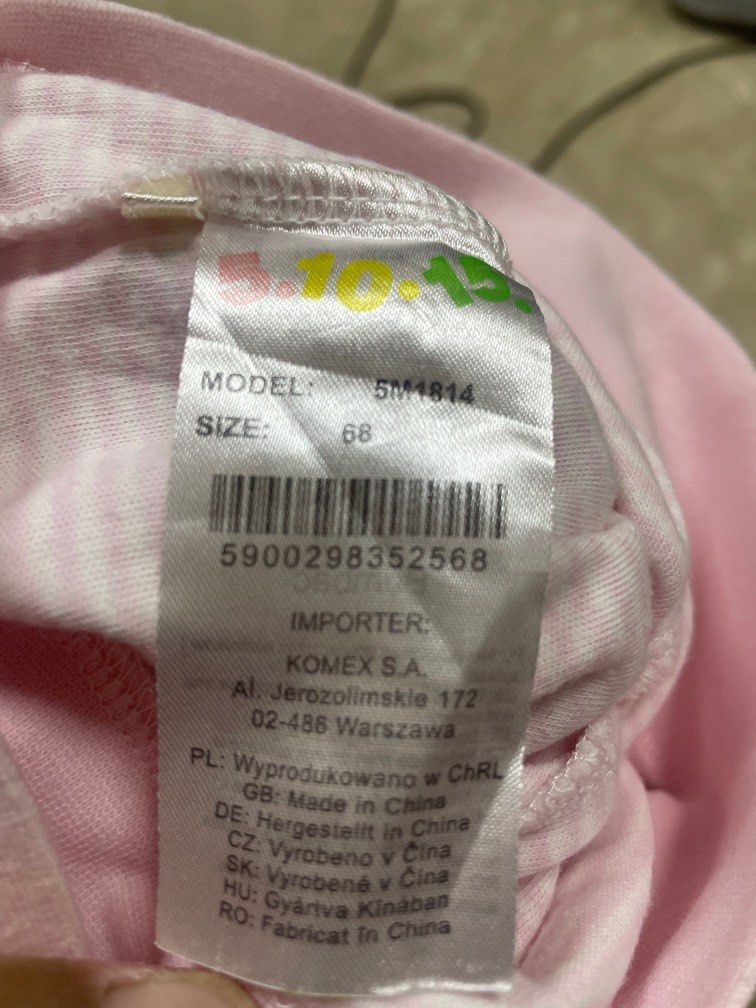 5.10.15.
MODEL: 5M1814
SIZE: 68
5900298352568
IMPORTER:
KOMEX S.A.
Al. Jerozolimskie 172
02-486 Warszawa
PL: Wyprodukowano w ChRL
GB: Made in China
DE: Hergestellt in China
CZ: Vyrobeno v Čína
SK: Vyrobené v Čína
HU: Gyártva Kínában
RO: Fabricat în China